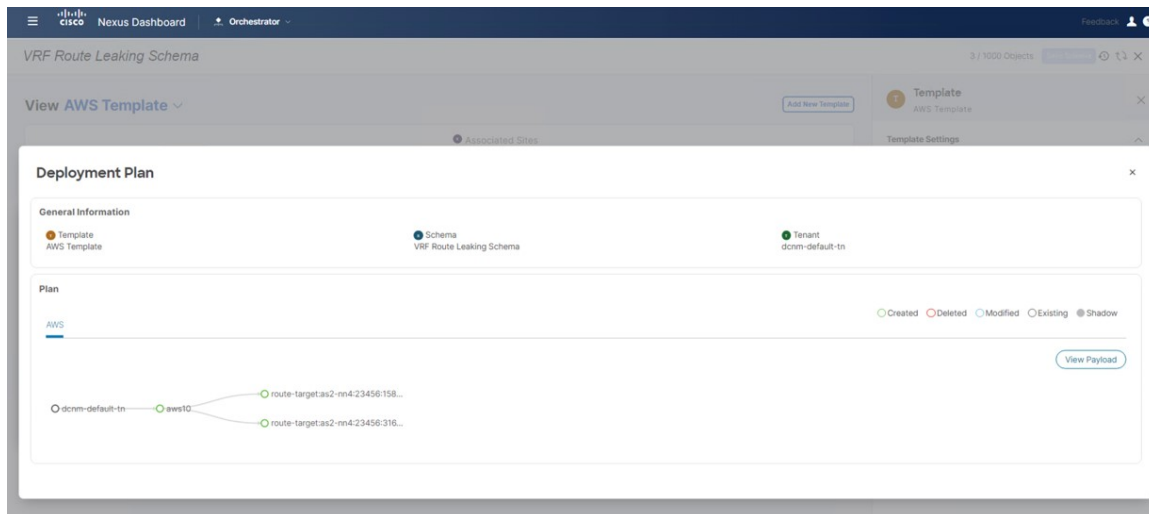 cisco Nexus Dashboard Orchestrator Feedback
VRF Route Leaking Schema 3 / 1000 Objects
View AWS Template Add New Template
Template
AWS Template
Associated Sites
Template Settings
Deployment Plan
General Information
Template Schema Tenant
AWS Template VRF Route Leaking Schema dcnm-default-tn
Plan
AWS
Created Deleted Modified Existing Shadow
View Payload
route-target:as2-nn4:23456:158...
dcnm-default-tn aws10
route-target:as2-nn4:23456:316...